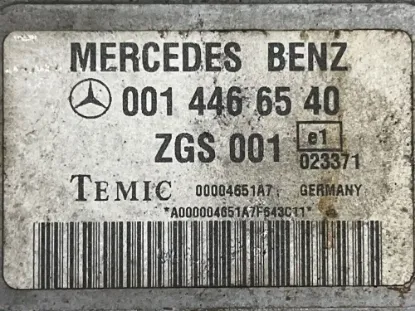 MERCEDES BENZ
001 446 65 40
ZGS 001 e1
023371
TEMIC 00004651A7 GERMANY
*A000004651A7F643C11*